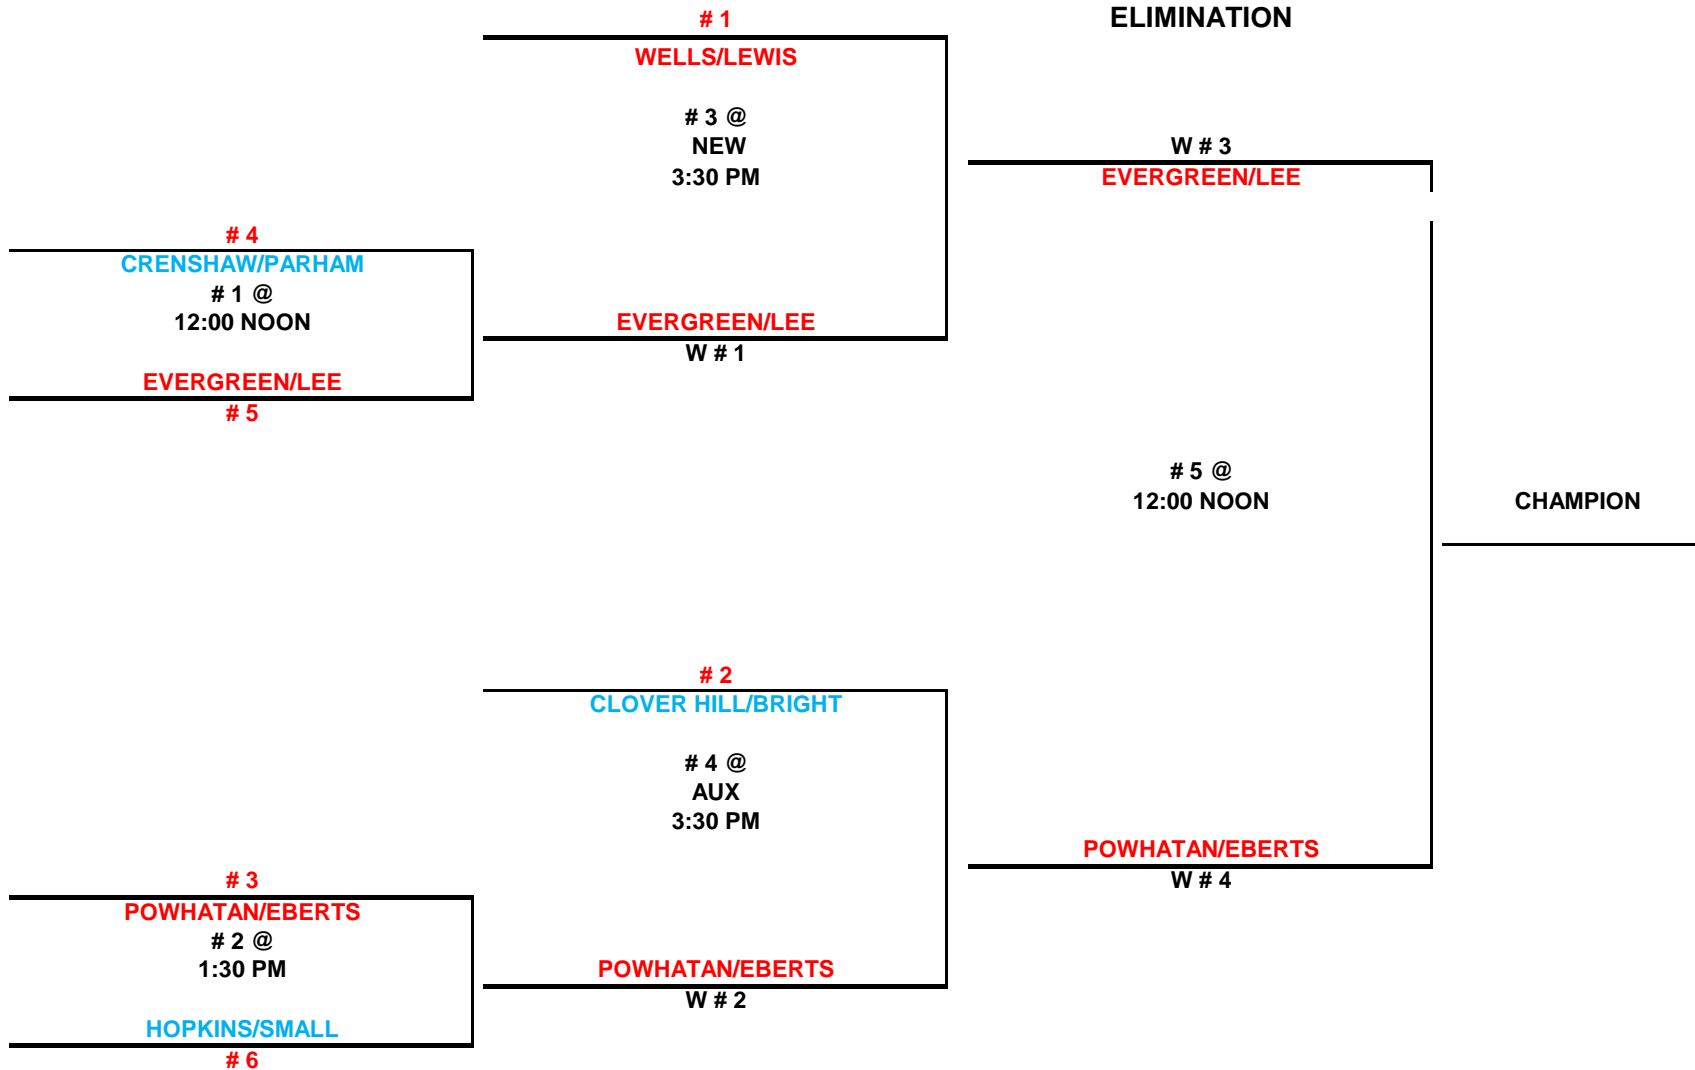 # 1
ELIMINATION
WELLS/LEWIS
# 3 @
NEW
3:30 PM
W # 3
EVERGREEN/LEE
# 4
CRENSHAW/PARHAM
# 1 @
12:00 NOON
EVERGREEN/LEE
W # 1
EVERGREEN/LEE
# 5
# 5 @
12:00 NOON
CHAMPION
# 2
CLOVER HILL/BRIGHT
# 4 @
AUX
3:30 PM
POWHATAN/EBERTS
W # 4
# 3
POWHATAN/EBERTS
# 2 @
1:30 PM
POWHATAN/EBERTS
W # 2
HOPKINS/SMALL
# 6